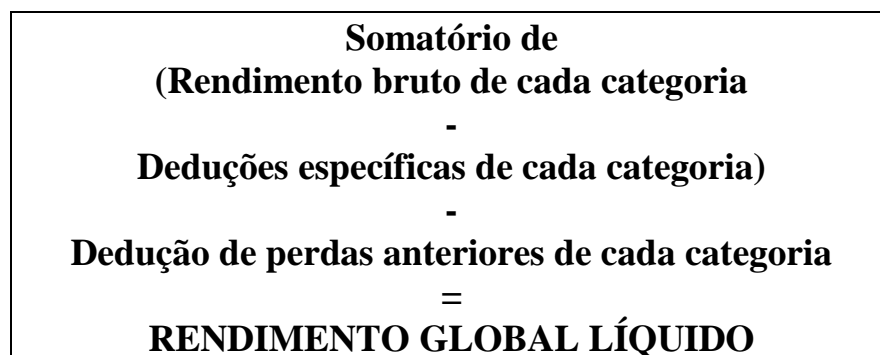 Somatório de
(Rendimento bruto de cada categoria
-
Deduções específicas de cada categoria)
-
Dedução de perdas anteriores de cada categoria
=
RENDIMENTO GLOBAL LÍQUIDO